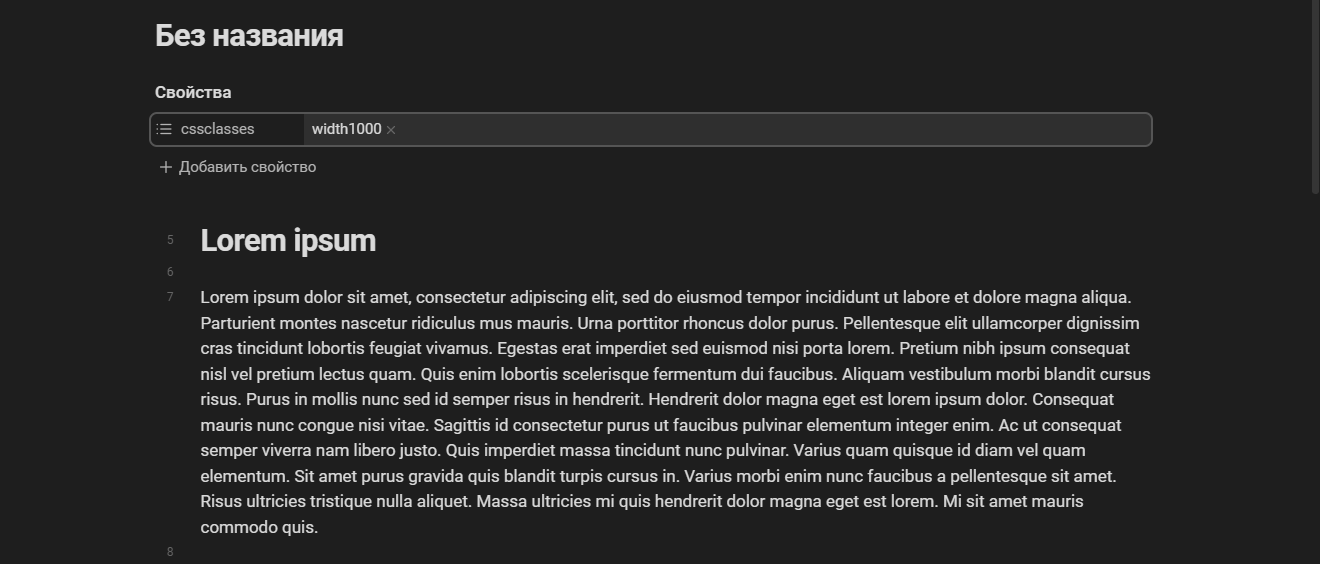 Без названия
Свойства
cssclasses width1000 ×
+ Добавить свойство
5 Lorem ipsum
6
7 Lorem ipsum dolor sit amet, consectetur adipiscing elit, sed do eiusmod tempor incididunt ut labore et dolore magna aliqua.
Parturient montes nascetur ridiculus mus mauris. Urna porttitor rhoncus dolor purus. Pellentesque elit ullamcorper dignissim
cras tincidunt lobortis feugiat vivamus. Egestas erat imperdiet sed euismod nisi porta lorem. Pretium nibh ipsum consequat
nisl vel pretium lectus quam. Quis enim lobortis scelerisque fermentum dui faucibus. Aliquam vestibulum morbi blandit cursus
risus. Purus in mollis nunc sed id semper risus in hendrerit. Hendrerit dolor magna eget est lorem ipsum dolor. Consequat
mauris nunc congue nisi vitae. Sagittis id consectetur purus ut faucibus pulvinar elementum integer enim. Ac ut consequat
semper viverra nam libero justo. Quis imperdiet massa tincidunt nunc pulvinar. Varius quam quisque id diam vel quam
elementum. Sit amet purus gravida quis blandit turpis cursus in. Varius morbi enim nunc faucibus a pellentesque sit amet.
Risus ultricies tristique nulla aliquet. Massa ultricies mi quis hendrerit dolor magna eget est lorem. Mi sit amet mauris
commodo quis.
8